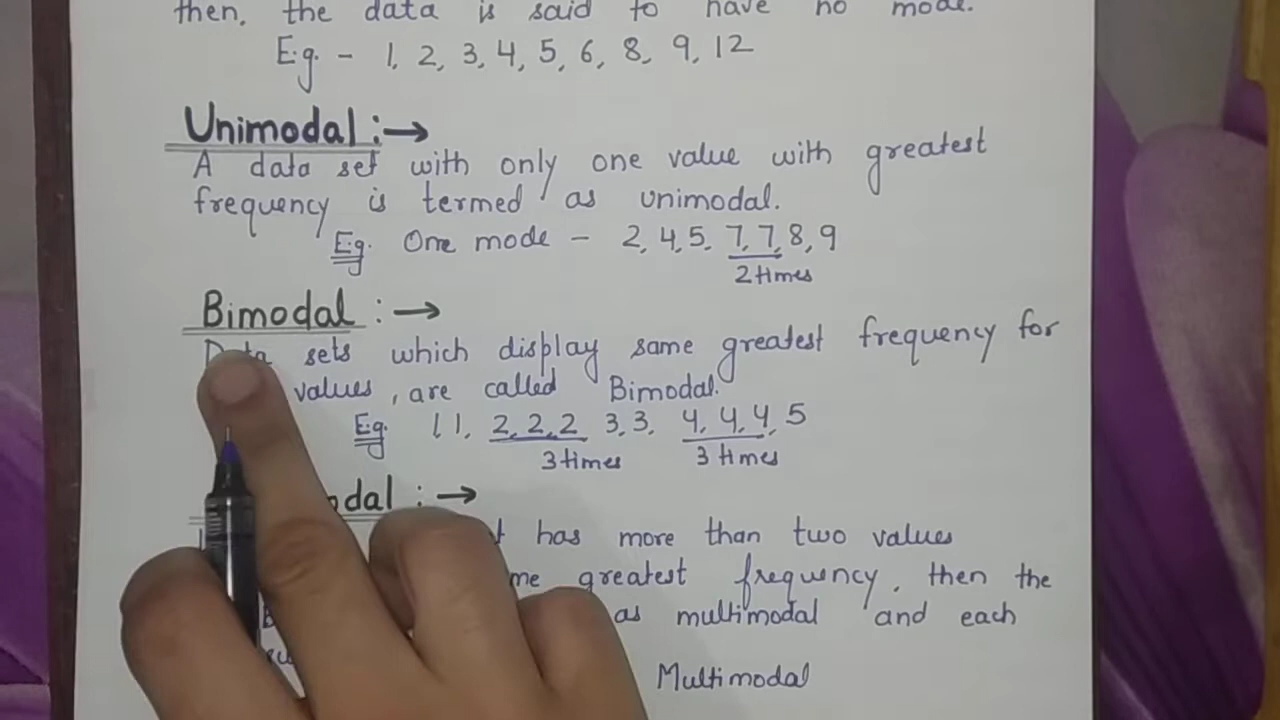 then, the data is said to have no mode.
E.g. - 1, 2, 3, 4, 5, 6, 8, 9, 12
Unimodal :→
A data set with only one value with greatest
frequency is termed as unimodal.
E.g. One mode - 2, 4, 5, 7, 7, 8, 9
2 times
Bimodal :→
Data sets which display same greatest frequency for
values, are called Bimodal.
E.g. 1 1, 2, 2, 2 3, 3, 4, 4, 4, 5
3 times 3 times
dal :→
has more than two values
greatest frequency, then the
as multimodal and each
Multimodal